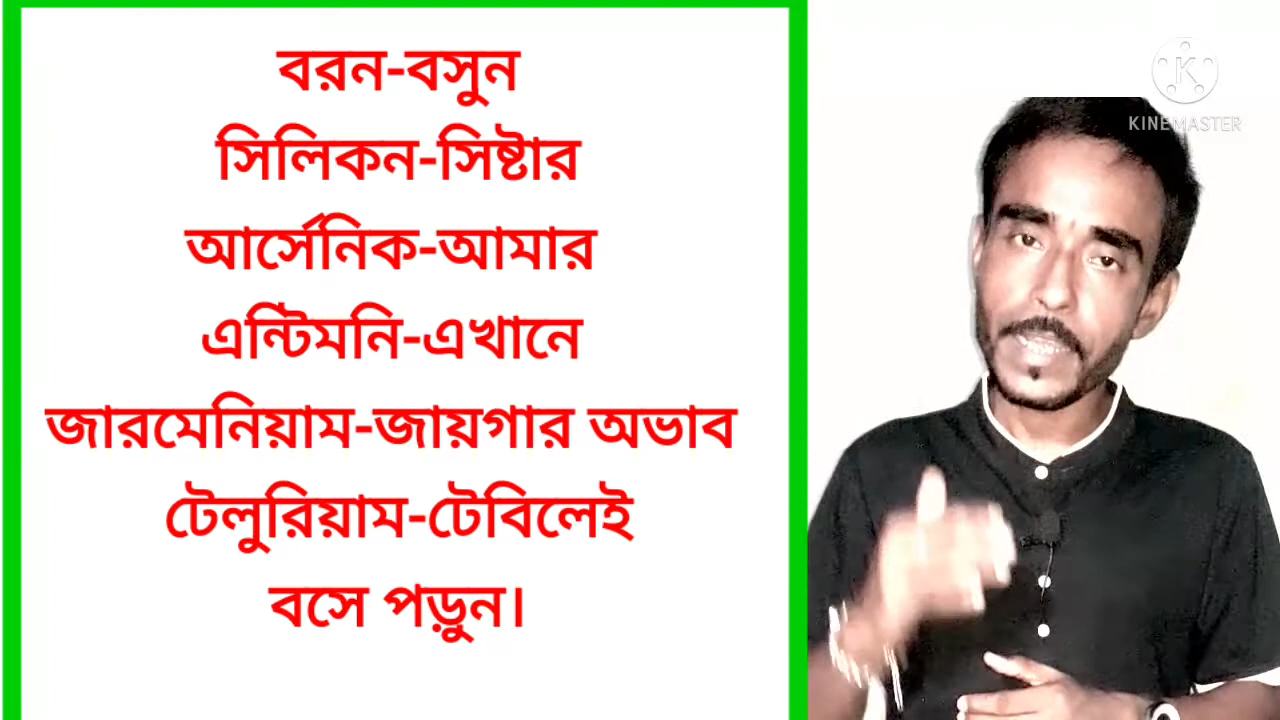 বরন-বসুন
সিলিকন-সিষ্টার
আর্সেনিক-আমার
এন্টিমনি-এখানে
জারমেনিয়াম-জায়গার অভাব
টেলুরিয়াম-টেবিলেই
বসে পড়ুন।
KINEMASTER